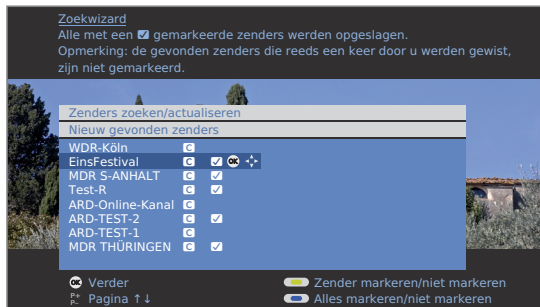 Zoekwizard
Alle met een ☑ gemarkeerde zenders werden opgeslagen.
Opmerking: de gevonden zenders die reeds een keer door u werden gewist,
zijn niet gemarkeerd.
Zenders zoeken/actualiseren
Nieuw gevonden zenders
WDR-Köln C
EinsFestival C ☑ OK
MDR S-ANHALT C ☑
Test-R C ☑
ARD-Online-Kanal C
ARD-TEST-2 C ☑
ARD-TEST-1 C
MDR THÜRINGEN C ☑
OK Verder
Zender markeren/niet markeren
P+ P– Pagina ↑↓
Alles markeren/niet markeren